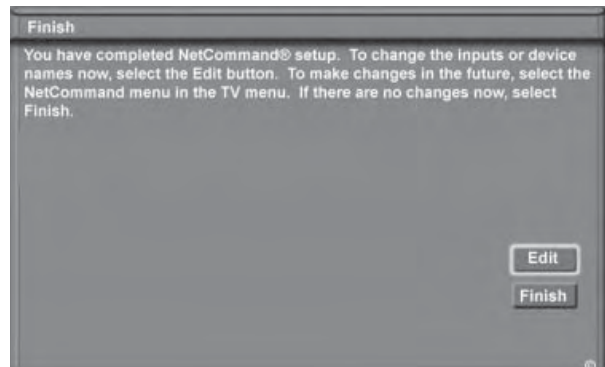 Finish
You have completed NetCommand® setup. To change the inputs or device
names now, select the Edit button. To make changes in the future, select the
NetCommand menu in the TV menu. If there are no changes now, select
Finish.
Edit
Finish
©